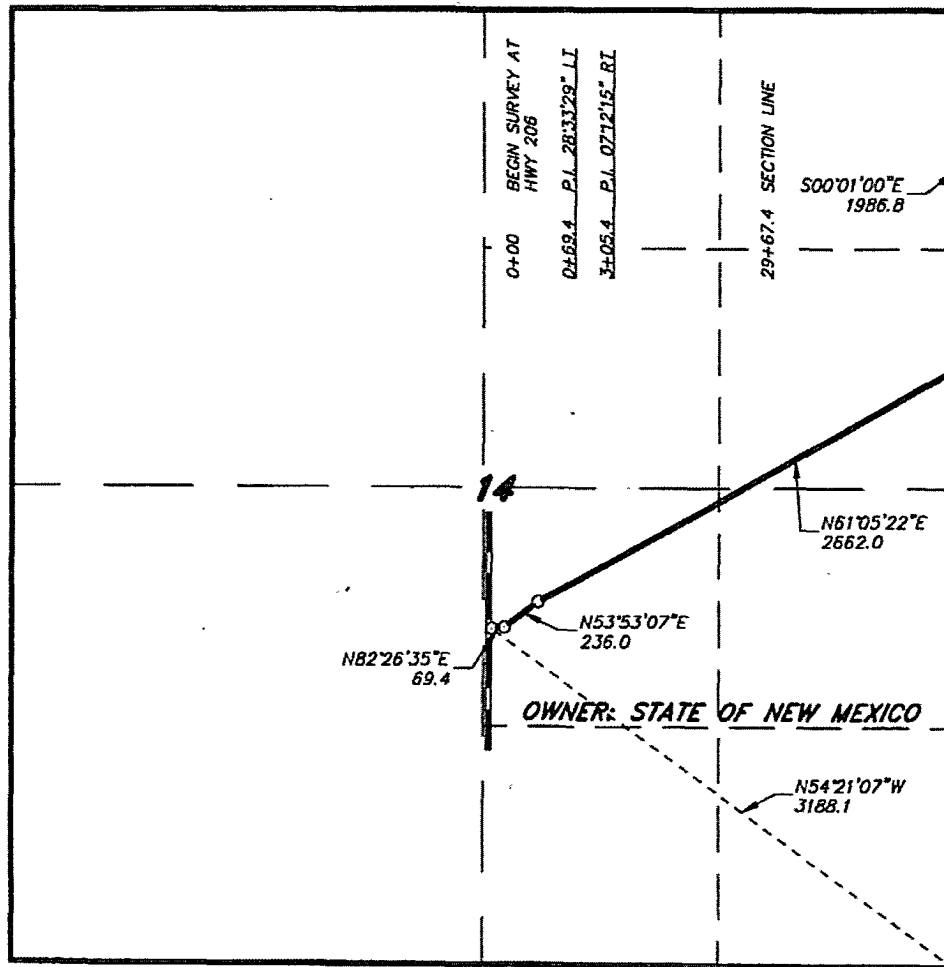 0+00 BEGIN SURVEY AT
HWY 206
0+69.4 P.I. 28°33'29" LT
3+05.4 P.I. 07°12'15" RT
29+67.4 SECTION LINE
S00°01'00"E
1986.8
14
N61°05'22"E
2662.0
N53°53'07"E
236.0
N82°26'35"E
69.4
OWNER: STATE OF NEW MEXICO
N54°21'07"W
3188.1